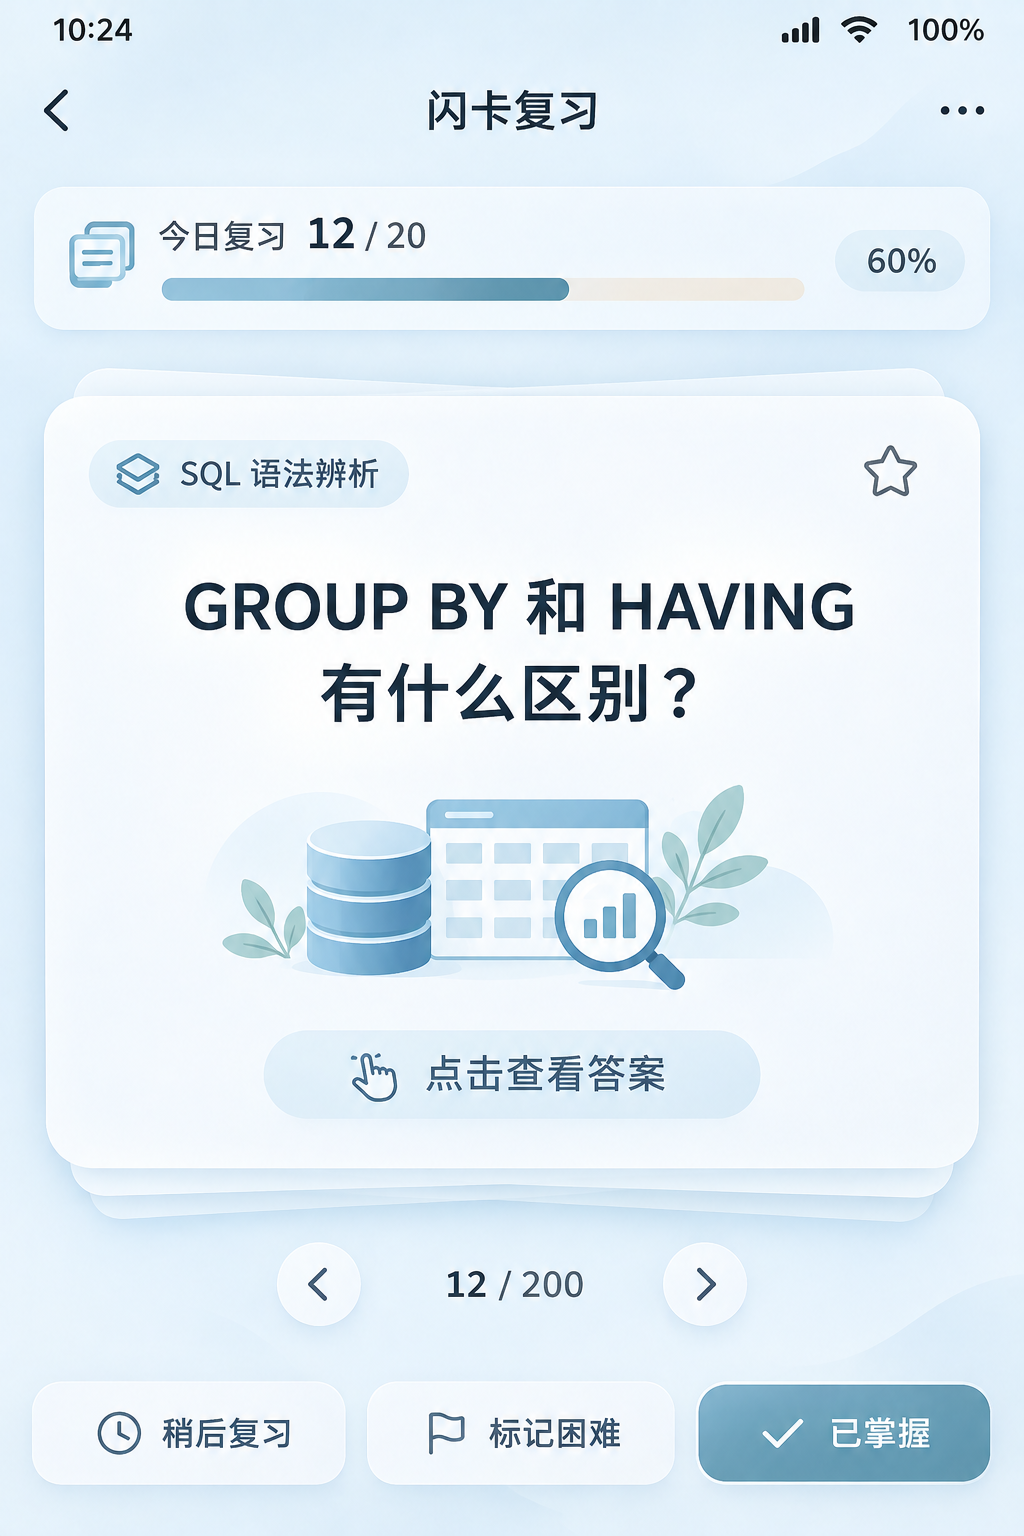 10:24 100%
闪卡复习
今日复习 12 / 20
60%
SQL 语法辨析
GROUP BY 和 HAVING
有什么区别？
点击查看答案
12 / 200
稍后复习 标记困难 已掌握